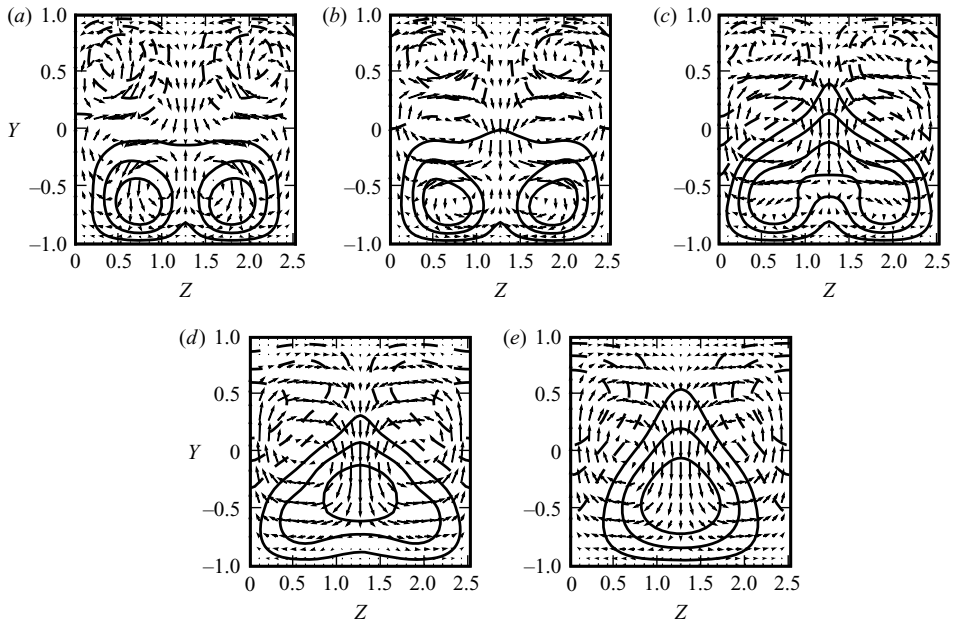 (a) 1.0 (b) 1.0 (c) 1.0
0.5 0.5 0.5
Y 0 0 0
–0.5 –0.5 –0.5
–1.0 –1.0 –1.0
0 0.5 1.0 1.5 2.0 2.5 0 0.5 1.0 1.5 2.0 2.5 0 0.5 1.0 1.5 2.0 2.5
Z Z Z
(d) 1.0 (e) 1.0
0.5 0.5
Y 0 Y 0
–0.5 –0.5
–1.0 –1.0
0 0.5 1.0 1.5 2.0 2.5 0 0.5 1.0 1.5 2.0 2.5
Z Z